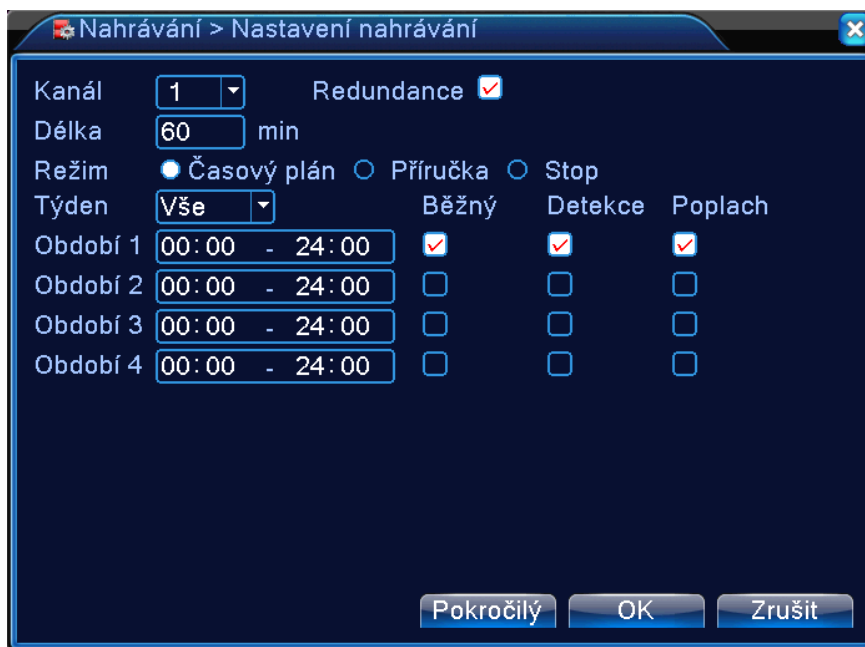 Nahrávání > Nastavení nahrávání
Kanál 1 Redundance
Délka 60 min
Režim Časový plán Příručka Stop
Týden Vše Běžný Detekce Poplach
Období 1 00:00 - 24:00
Období 2 00:00 - 24:00
Období 3 00:00 - 24:00
Období 4 00:00 - 24:00
Pokročilý OK Zrušit